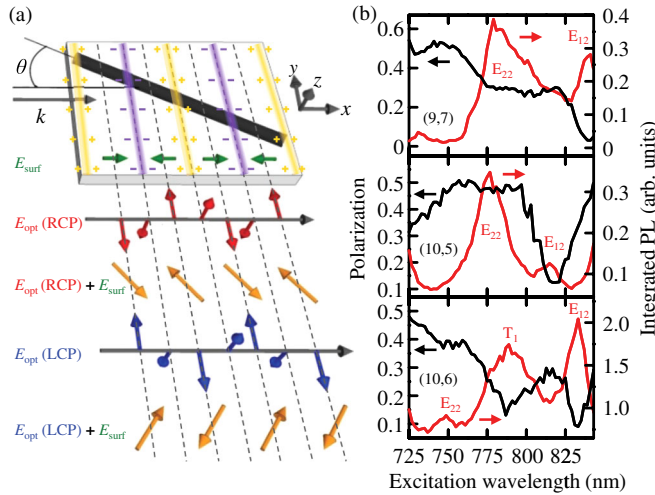 (a)
θ
k
y
z
x
+ + + + +
− − − − −
E_surf
E_opt (RCP)
E_opt (RCP) + E_surf
E_opt (LCP)
E_opt (LCP) + E_surf
(b)
0.6
0.4
0.2
0
0.4
0.3
0.2
0.1
E_22
E_12
(9,7)
0.5
0.4
0.3
0.2
0.1
0.3
0.2
0.1
E_22
E_12
(10,5)
0.5
0.4
0.3
0.2
0.1
2.0
1.5
1.0
E_22
T_1
E_12
(10,6)
Polarization
Integrated PL (arb. units)
725 750 775 800 825
Excitation wavelength (nm)